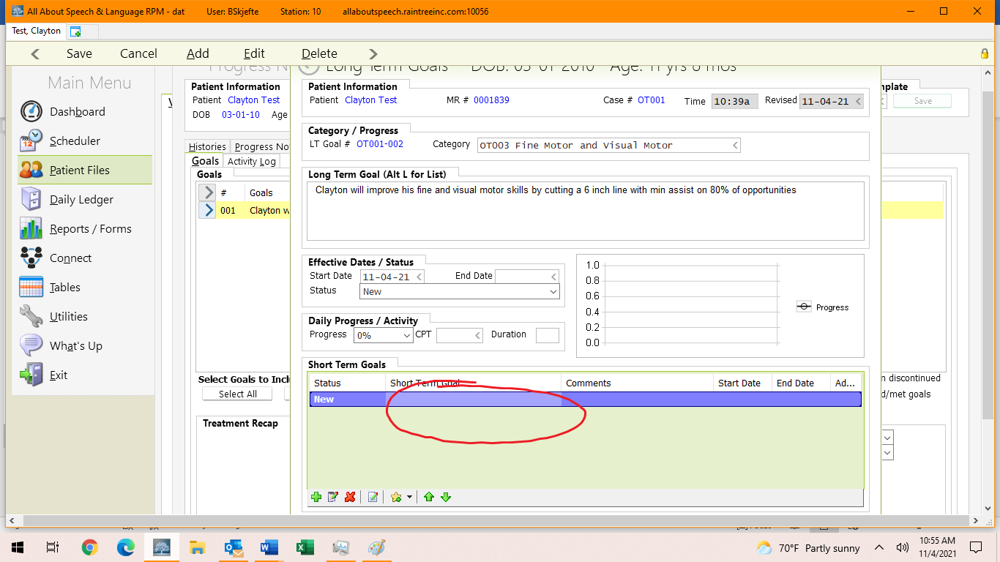 All About Speech & Language RPM - dat User: BSkjefte Station: 10 allaboutspeech.raintreeinc.com:10056
Test, Clayton
Save Cancel Add Edit Delete
Main Menu
Dashboard
Scheduler
Patient Files
Daily Ledger
Reports / Forms
Connect
Tables
Utilities
What's Up
Exit
Patient Information
Patient Clayton Test
DOB 03-01-10 Age
Histories Progress No
Goals Activity Log
Goals
# Goals
001 Clayton w
Select Goals to Incl
Select All
Treatment Recap
Long Term Goals DOB: 03-01-2010 Age: 11 yrs 8 mos
Patient Information
Patient Clayton Test MR # 0001839 Case # OT001 Time 10:39a Revised 11-04-21
Category / Progress
LT Goal # OT001-002 Category OT003 Fine Motor and Visual Motor
Long Term Goal (Alt L for List)
Clayton will improve his fine and visual motor skills by cutting a 6 inch line with min assist on 80% of opportunities
Effective Dates / Status
Start Date 11-04-21 End Date
Status New
Daily Progress / Activity
Progress 0% CPT Duration
1.0
0.8
0.6
0.4
0.2
0.0
Progress
Short Term Goals
Status Short Term Goal Comments Start Date End Date Ad...
New
mplate
Save
n discontinued
d/met goals
70°F Partly sunny
10:55 AM
11/4/2021